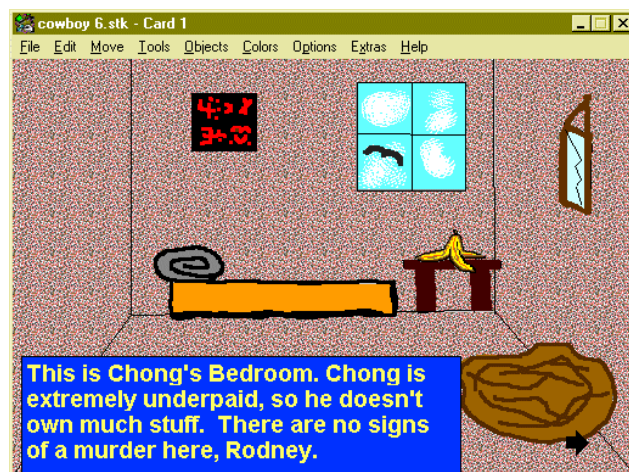 cowboy 6.stk - Card 1
File Edit Move Tools Objects Colors Options Extras Help
This is Chong's Bedroom. Chong is
extremely underpaid, so he doesn't
own much stuff.  There are no signs
of a murder here, Rodney.